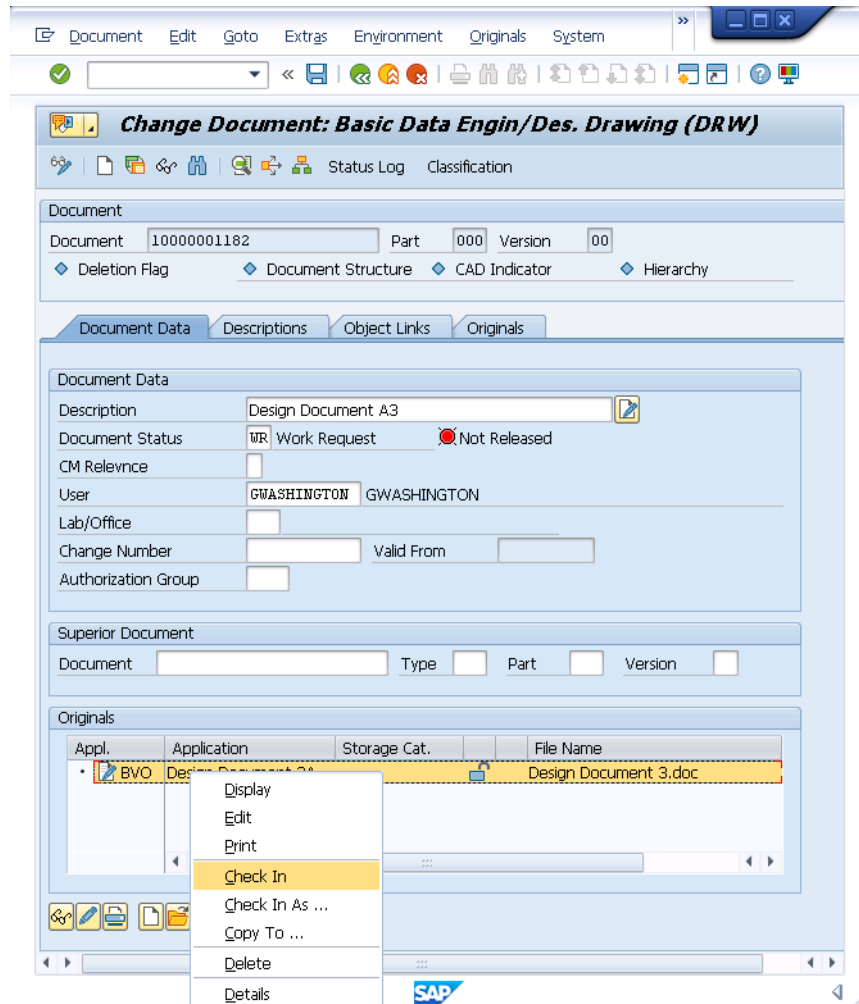 Document Edit Goto Extras Environment Originals System
Change Document: Basic Data Engin/Des. Drawing (DRW)
Status Log Classification
Document
Document 10000001182 Part 000 Version 00
Deletion Flag Document Structure CAD Indicator Hierarchy
Document Data Descriptions Object Links Originals
Document Data
Description Design Document A3
Document Status WR Work Request Not Released
CM Relevnce
User GWASHINGTON GWASHINGTON
Lab/Office
Change Number Valid From
Authorization Group
Superior Document
Document Type Part Version
Originals
Appl. Application Storage Cat. File Name
BVO Design Document 3A Design Document 3.doc
Display
Edit
Print
Check In
Check In As ...
Copy To ...
Delete
Details
SAP